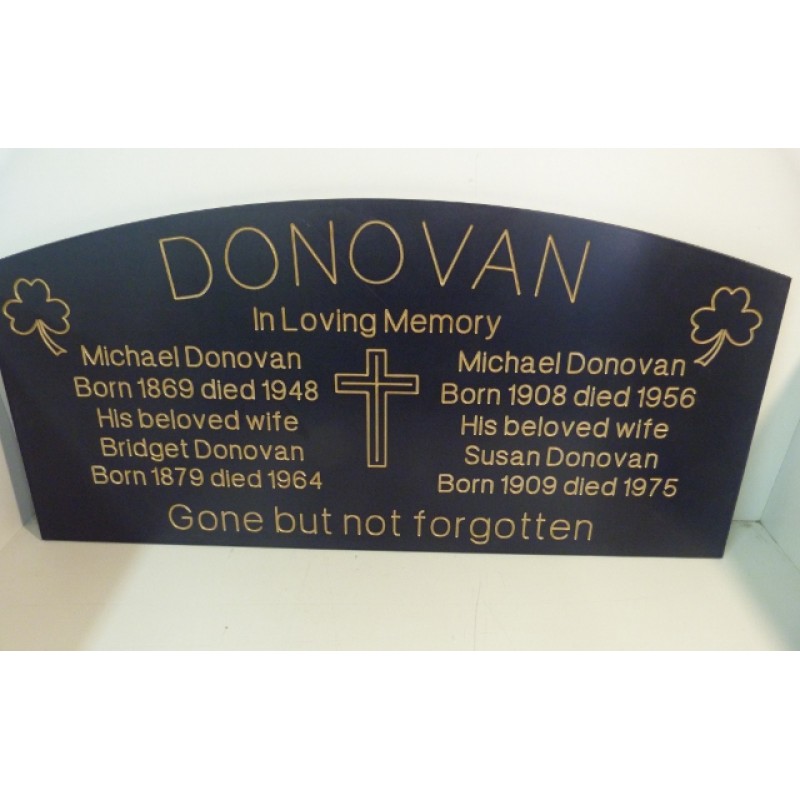 DONOVAN
In Loving Memory
Michael Donovan
Born 1869 died 1948
His beloved wife
Bridget Donovan
Born 1879 died 1964
Michael Donovan
Born 1908 died 1956
His beloved wife
Susan Donovan
Born 1909 died 1975
Gone but not forgotten